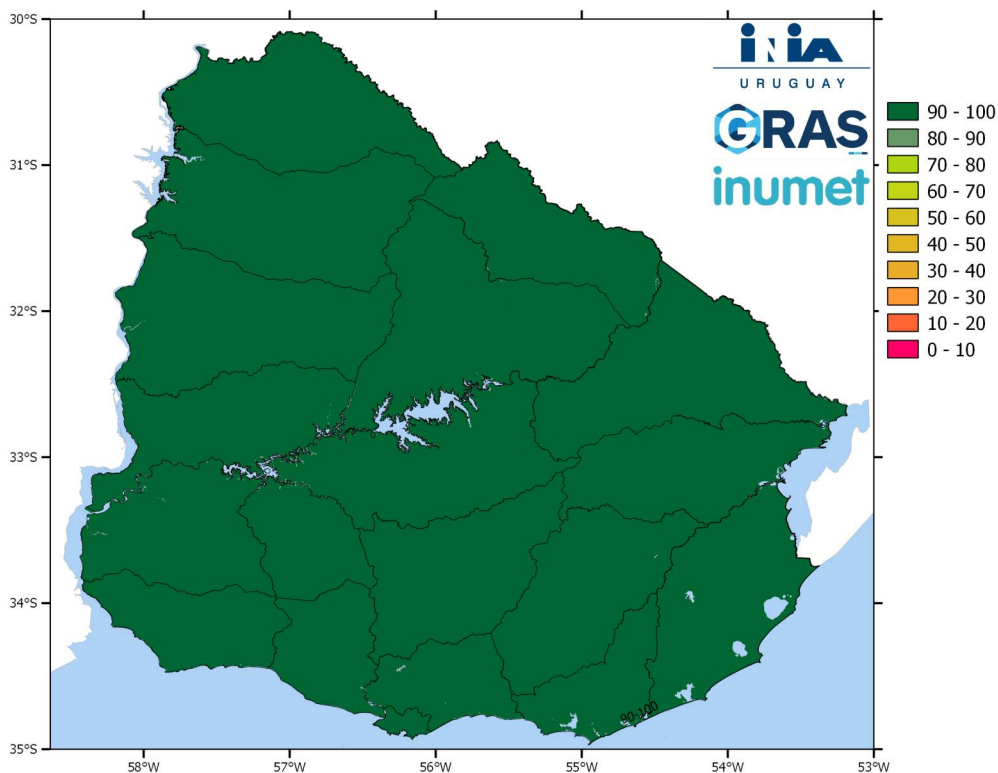 30°S
31°S
32°S
33°S
34°S
35°S
58°W
57°W
56°W
55°W
54°W
53°W
INIA
URUGUAY
GRAS
inumet
90 - 100
80 - 90
70 - 80
60 - 70
50 - 60
40 - 50
30 - 40
20 - 30
10 - 20
0 - 10
90-100